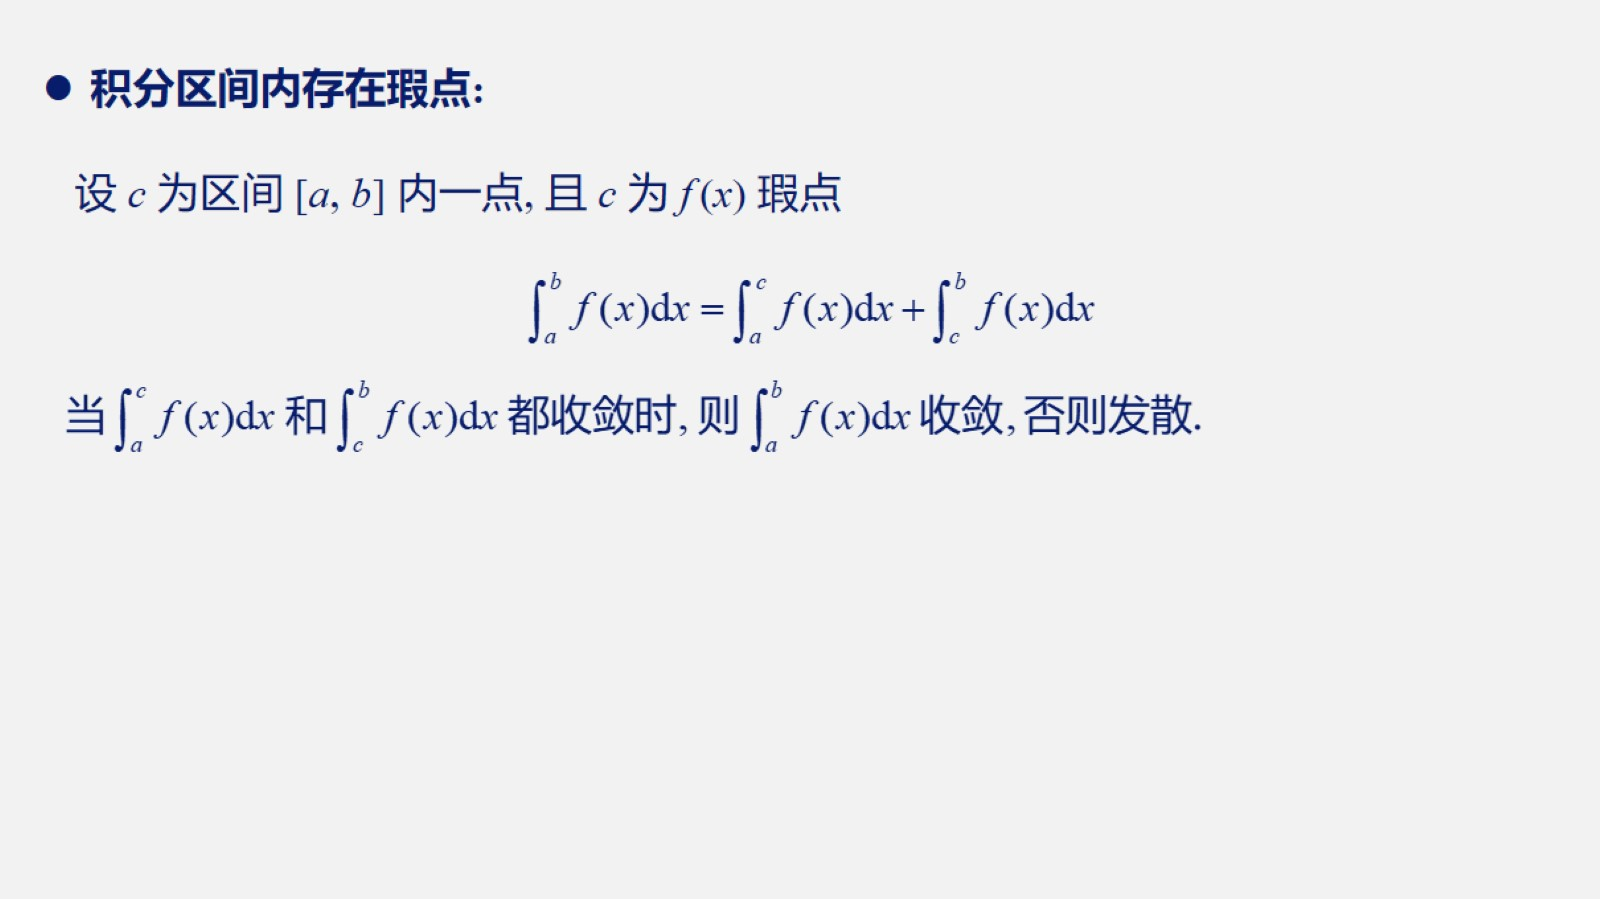 ● 积分区间内存在瑕点:
设 c 为区间 [a, b] 内一点, 且 c 为 f(x) 瑕点
∫_a^b f(x)dx = ∫_a^c f(x)dx + ∫_c^b f(x)dx
当 ∫_a^c f(x)dx 和 ∫_c^b f(x)dx 都收敛时, 则 ∫_a^b f(x)dx 收敛, 否则发散.